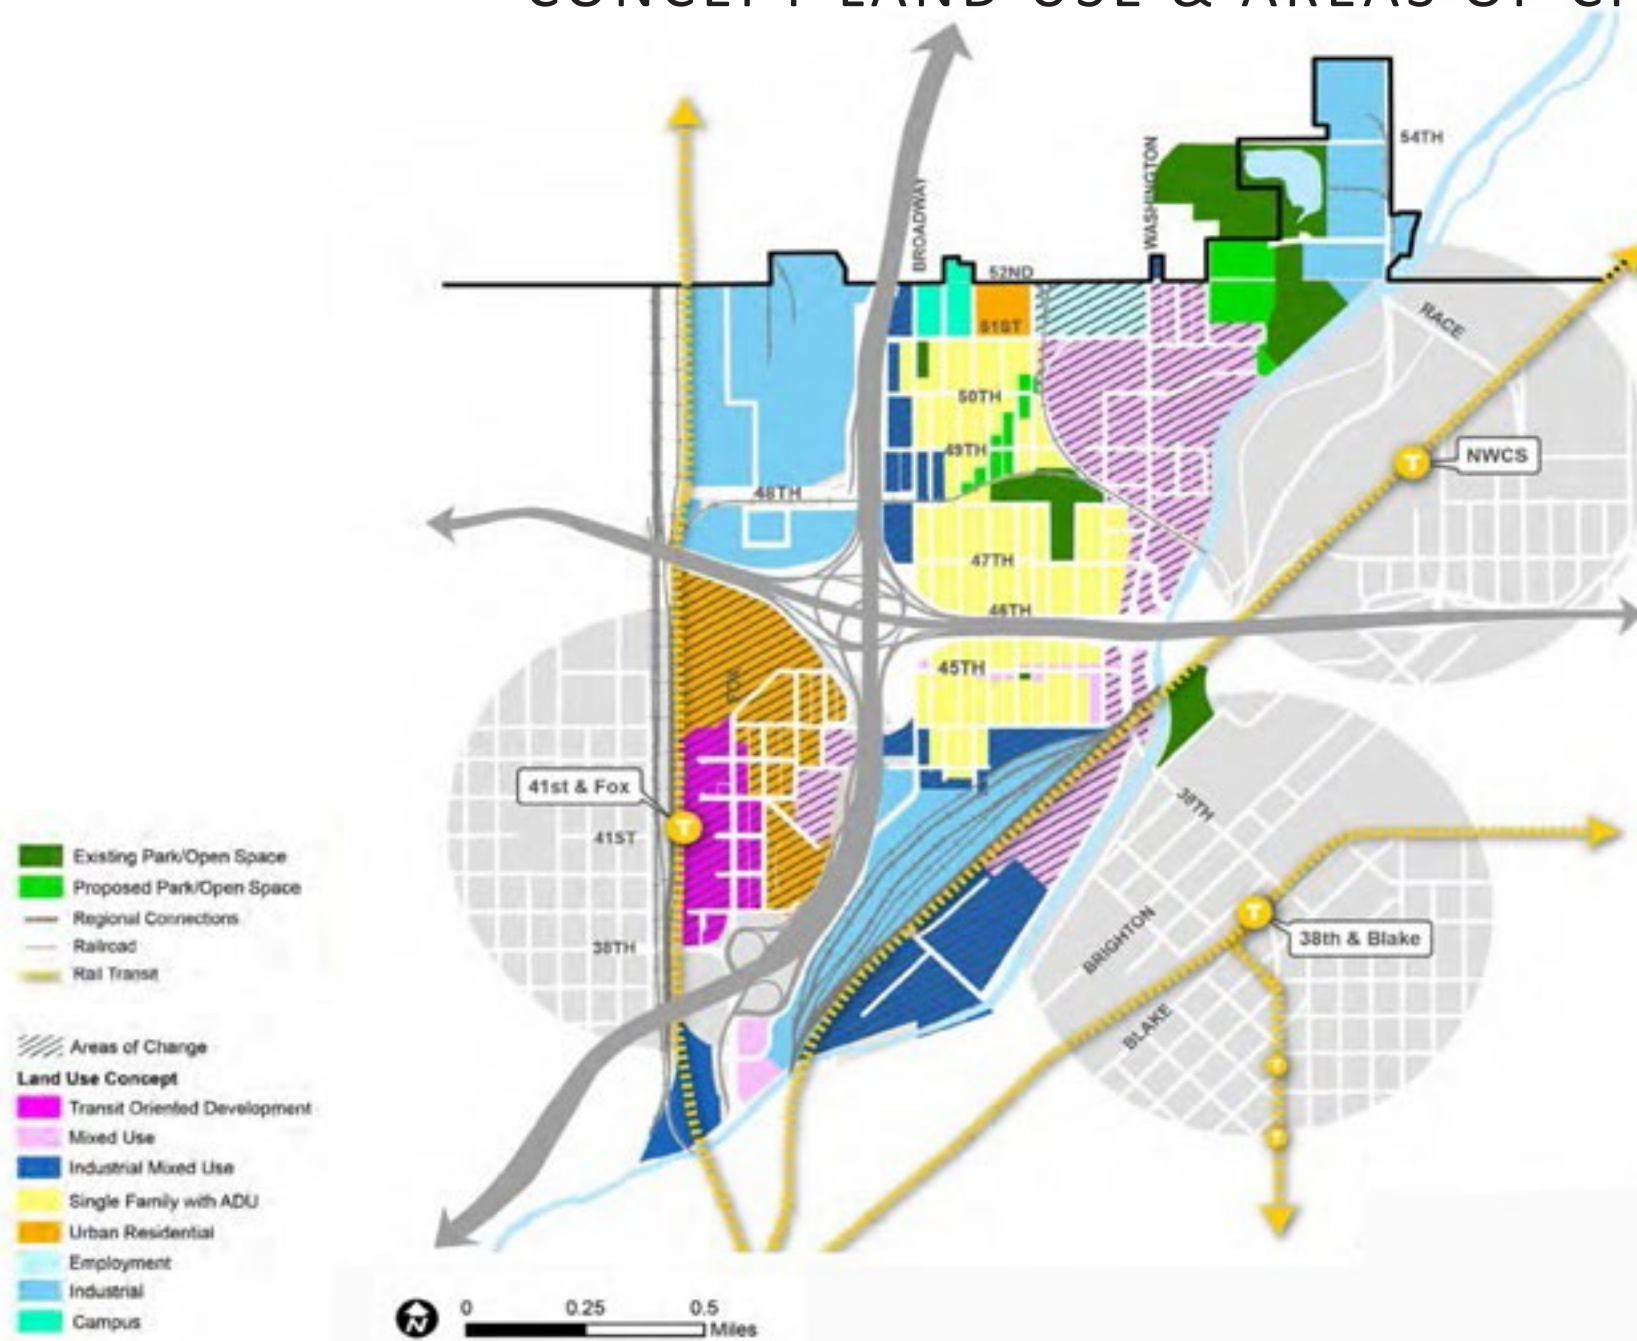 CONCEPT LAND USE & AREAS OF C
54TH
WASHINGTON
BROADWAY
52ND
51ST
RACE
50TH
49TH
NWCS
48TH
47TH
46TH
45TH
FOX
41st & Fox
38TH
41ST
38TH
BRIGHTON
38th & Blake
BLAKE
Existing Park/Open Space
Proposed Park/Open Space
Regional Connections
Railroad
Rail Transit
Areas of Change
Land Use Concept
Transit Oriented Development
Mixed Use
Industrial Mixed Use
Single Family with ADU
Urban Residential
Employment
Industrial
Campus
N
0 0.25 0.5
Miles
T
T
T
T
T